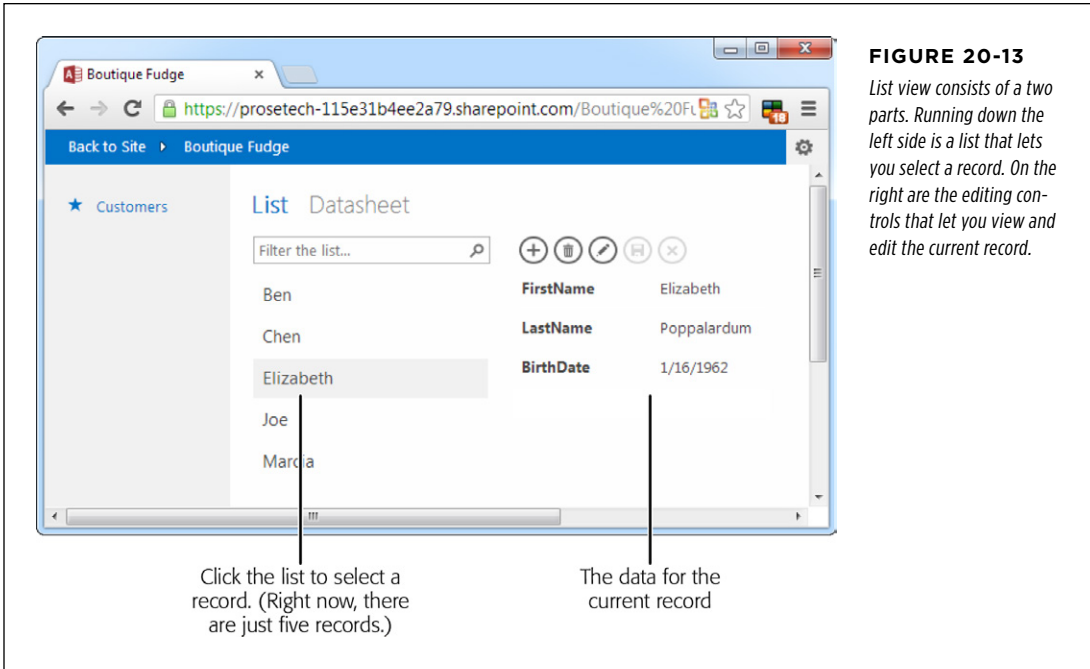 Boutique Fudge
https://prosetech-115e31b4ee2a79.sharepoint.com/Boutique%20Fu
18
Back to Site
Boutique Fudge
Customers
List Datasheet
Filter the list...
Ben
Chen
Elizabeth
Joe
Marcia
FirstName Elizabeth
LastName Poppalardum
BirthDate 1/16/1962
Click the list to select a
record. (Right now, there
are just five records.)
The data for the
current record
FIGURE 20-13
List view consists of a two
parts. Running down the
left side is a list that lets
you select a record. On the
right are the editing con-
trols that let you view and
edit the current record.